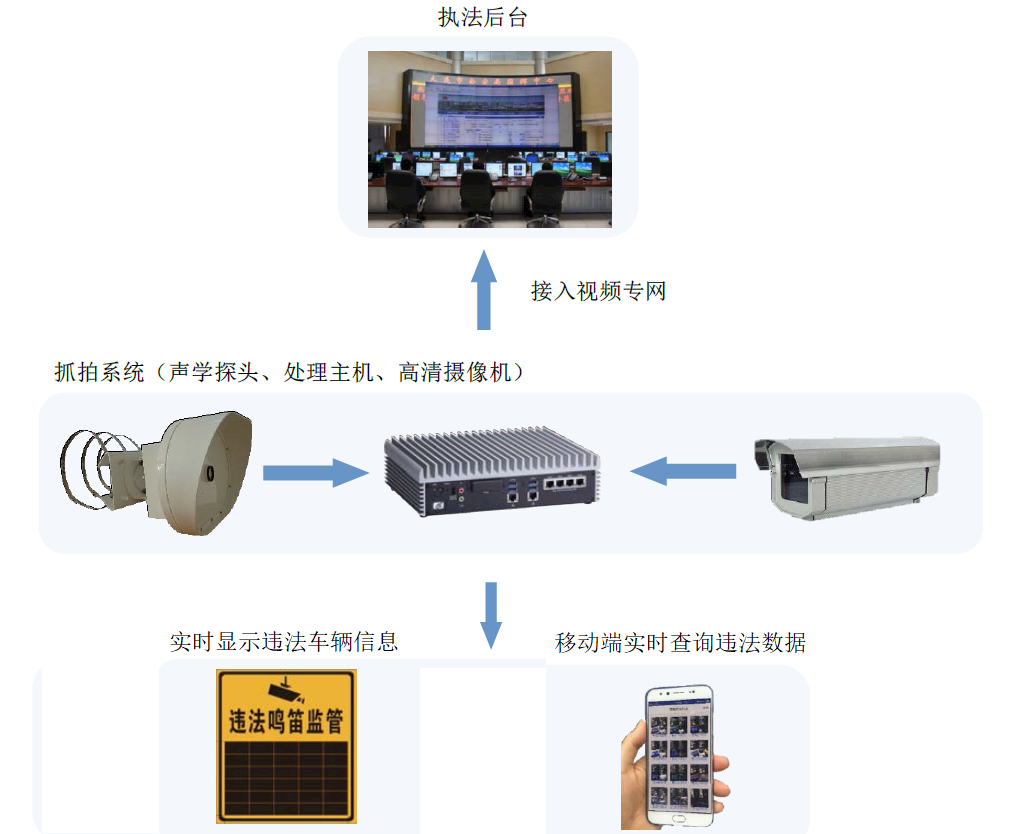 执法后台
接入视频专网
抓拍系统（声学探头、处理主机、高清摄像机）
实时显示违法车辆信息
移动端实时查询违法数据
违法鸣笛监管